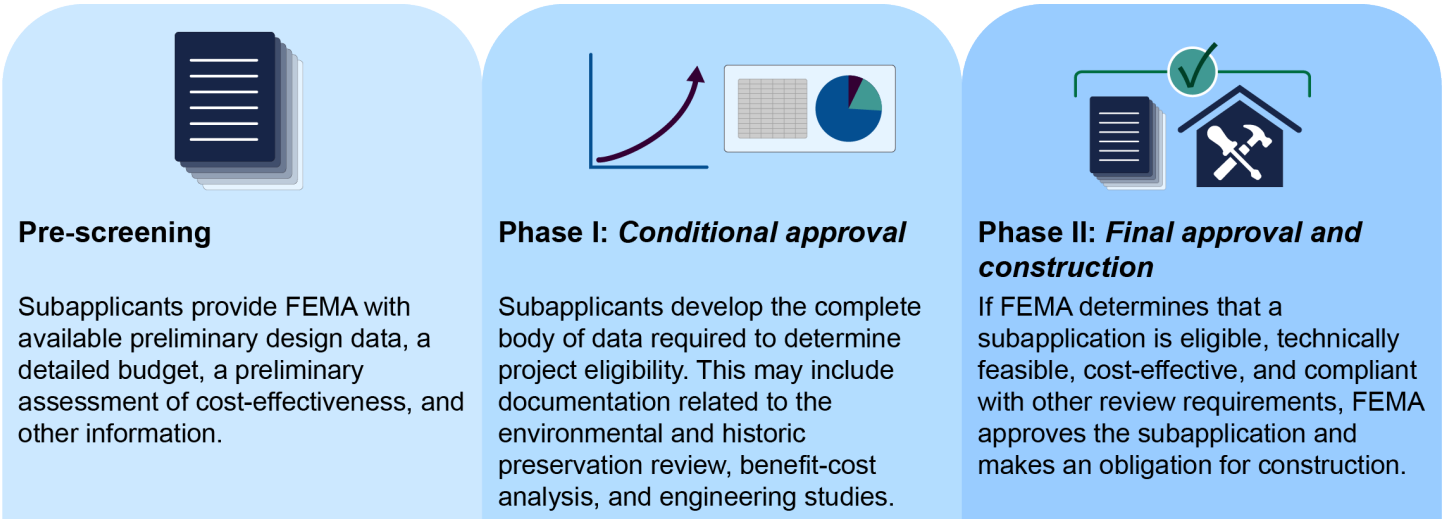 Pre-screening
Subapplicants provide FEMA with
available preliminary design data, a
detailed budget, a preliminary
assessment of cost-effectiveness, and
other information.
Phase I: Conditional approval
Subapplicants develop the complete
body of data required to determine
project eligibility. This may include
documentation related to the
environmental and historic
preservation review, benefit-cost
analysis, and engineering studies.
Phase II: Final approval and
construction
If FEMA determines that a
subapplication is eligible, technically
feasible, cost-effective, and compliant
with other review requirements, FEMA
approves the subapplication and
makes an obligation for construction.